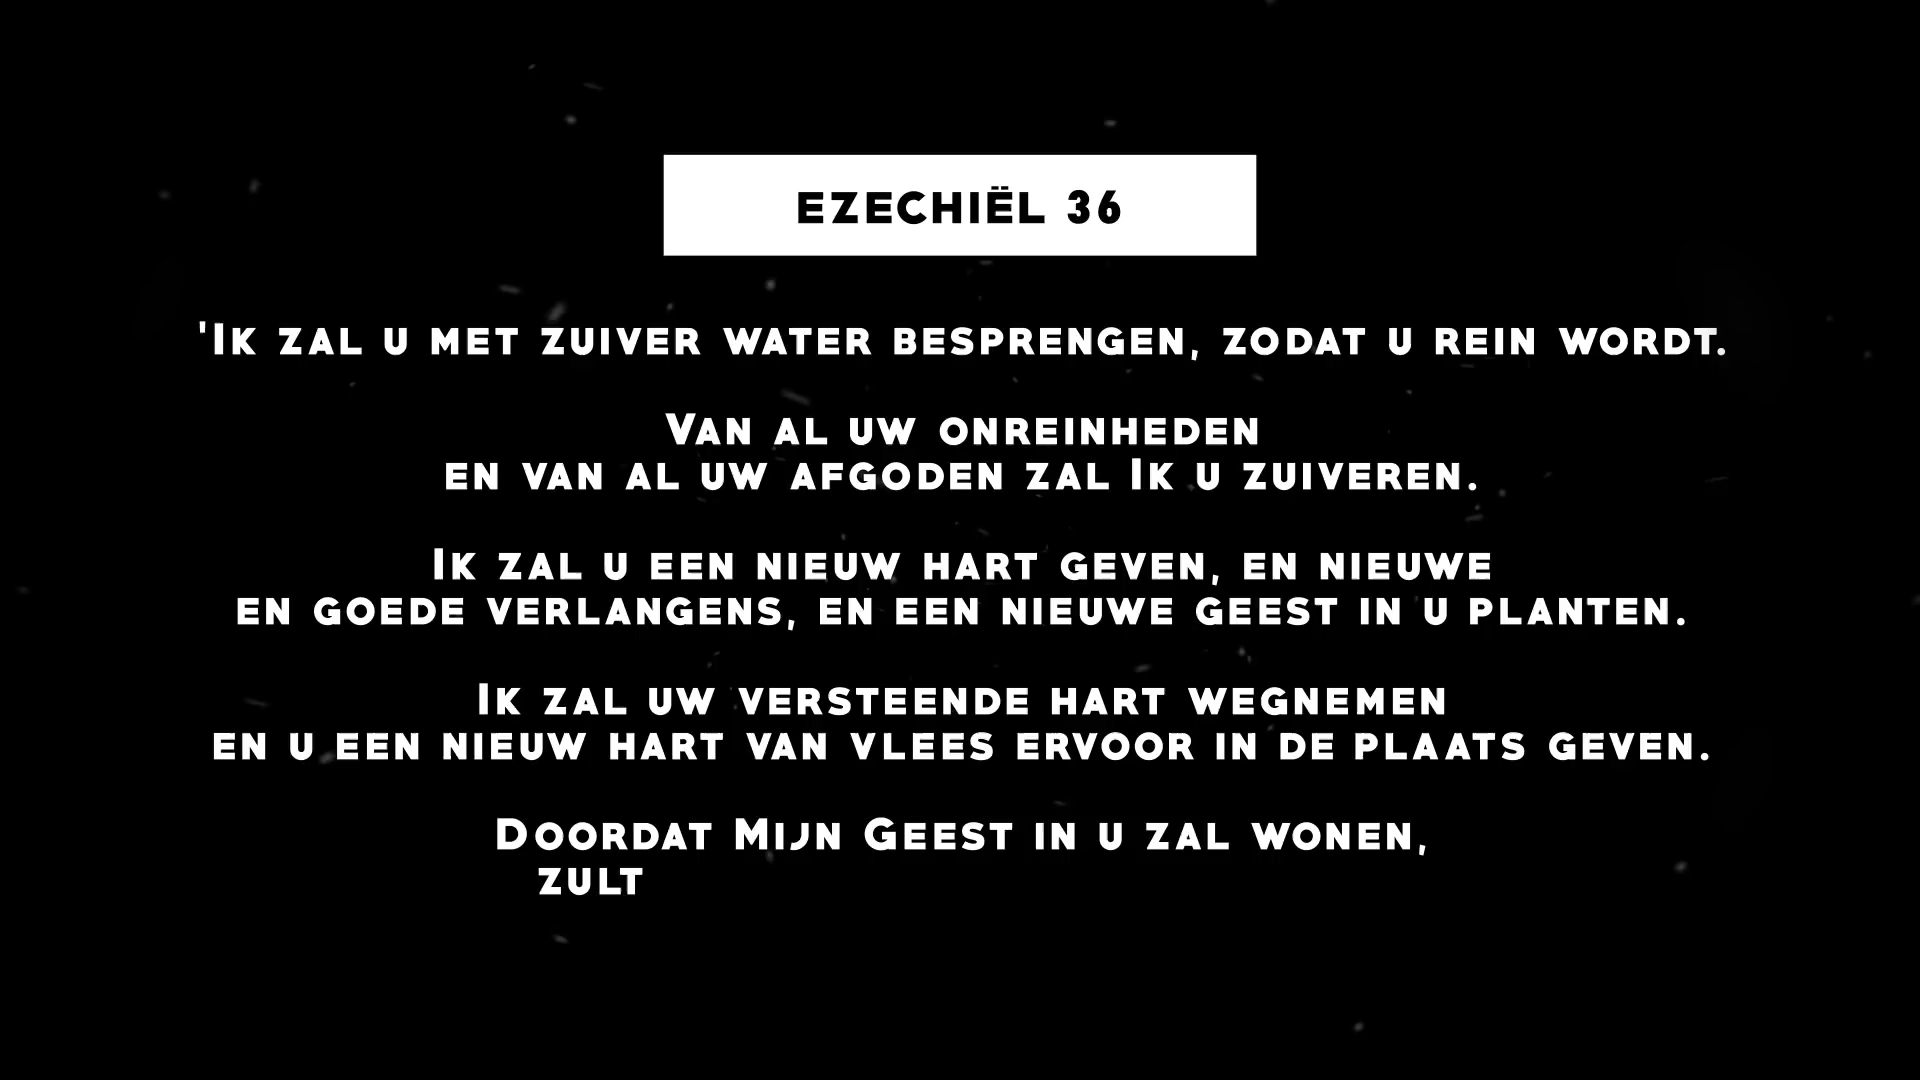 EZECHIËL 36
'Ik zal u met zuiver water besprengen, zodat u rein wordt.
Van al uw onreinheden
en van al uw afgoden zal Ik u zuiveren.
Ik zal u een nieuw hart geven, en nieuwe
en goede verlangens, en een nieuwe geest in u planten.
Ik zal uw versteende hart wegnemen
en u een nieuw hart van vlees ervoor in de plaats geven.
Doordat Mijn Geest in u zal wonen,
zult